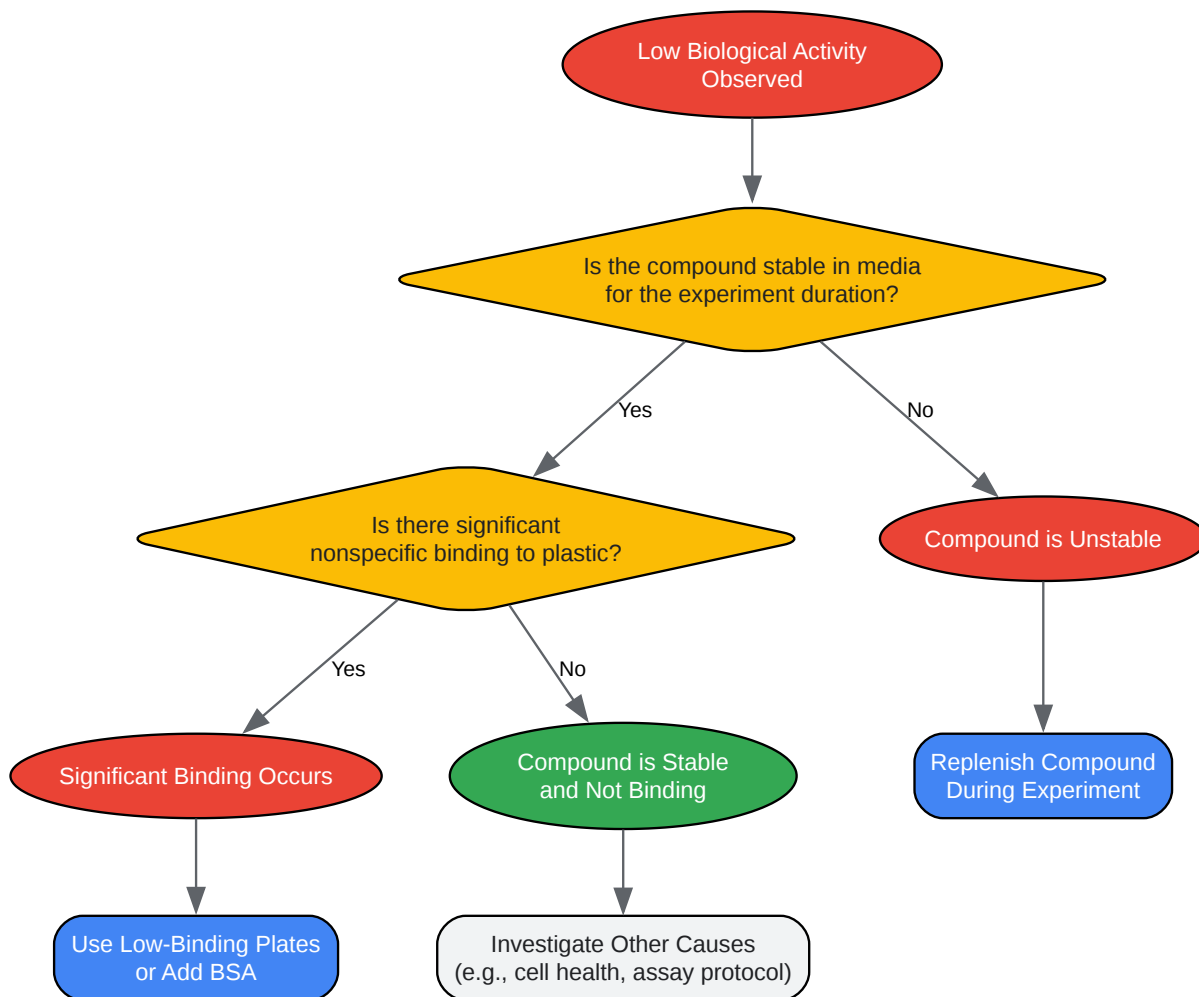 Low Biological Activity
Observed
Is the compound stable in media
for the experiment duration?
Yes
No
Is there significant
nonspecific binding to plastic?
Compound is Unstable
Yes
No
Significant Binding Occurs
Compound is Stable
and Not Binding
Replenish Compound
During Experiment
Use Low-Binding Plates
or Add BSA
Investigate Other Causes
(e.g., cell health, assay protocol)